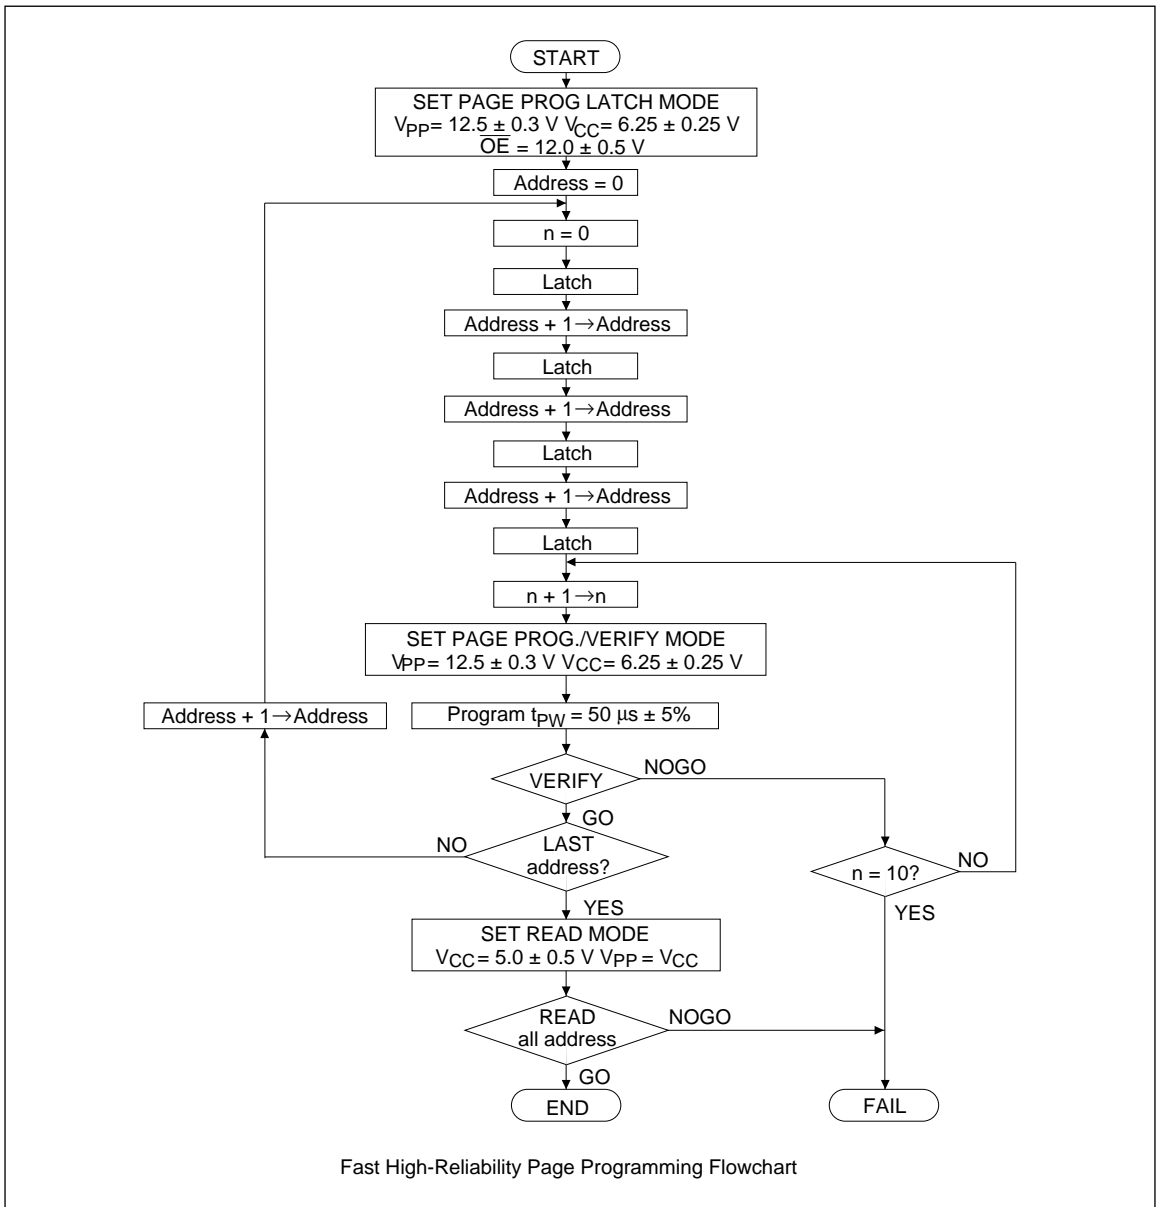 START
SET PAGE PROG LATCH MODE
VPP = 12.5 ± 0.3 V VCC = 6.25 ± 0.25 V
O̅E̅ = 12.0 ± 0.5 V
Address = 0
n = 0
Latch
Address + 1→Address
Latch
Address + 1→Address
Latch
Address + 1→Address
Latch
n + 1→n
SET PAGE PROG./VERIFY MODE
VPP = 12.5 ± 0.3 V VCC = 6.25 ± 0.25 V
Address + 1→Address
Program tPW = 50 µs ± 5%
VERIFY
NOGO
GO
NO
LAST
address?
n = 10?
NO
YES
YES
SET READ MODE
VCC = 5.0 ± 0.5 V VPP = VCC
READ
all address
NOGO
GO
END
FAIL
Fast High-Reliability Page Programming Flowchart